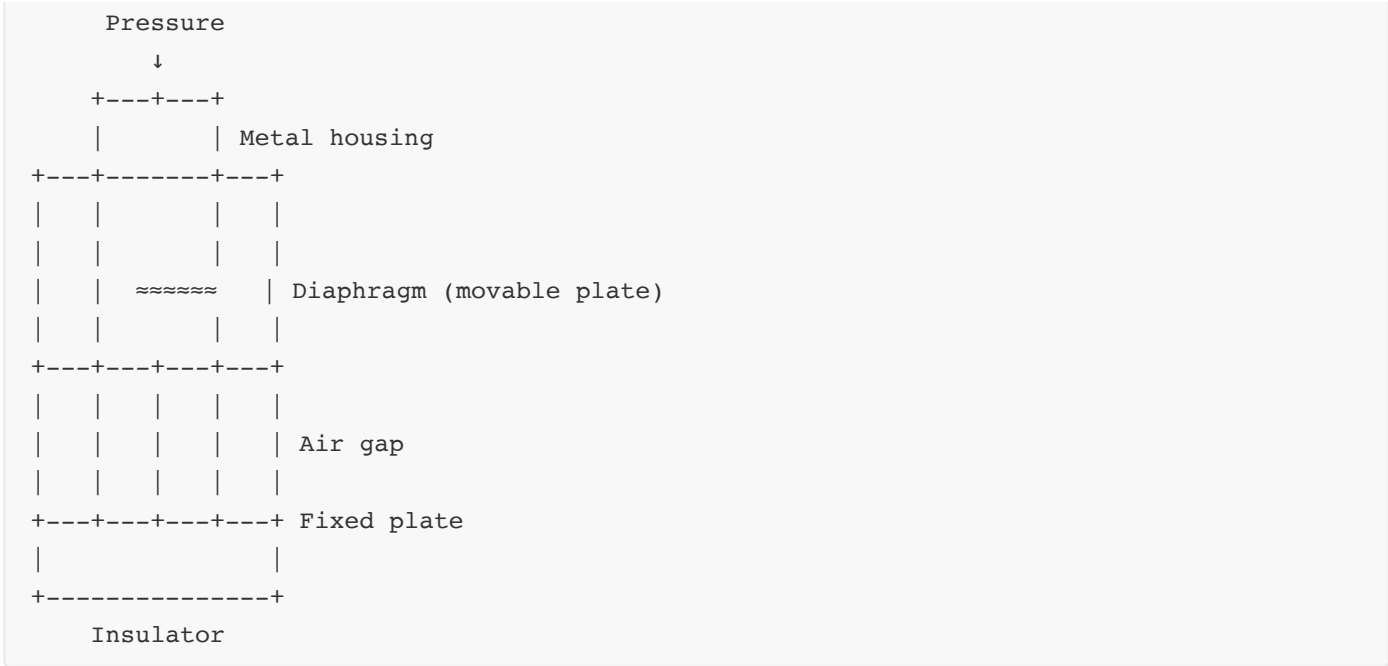 Pressure
↓
+---+---+
|       | Metal housing
+---+-------+---+
|   |       |   |
|   |       |   |
|   |  ≈≈≈≈≈≈   | Diaphragm (movable plate)
|   |       |   |
+---+---+---+---+
|   |   |   |   |
|   |   |   |   | Air gap
|   |   |   |   |
+---+---+---+---+ Fixed plate
|               |
+---------------+
Insulator